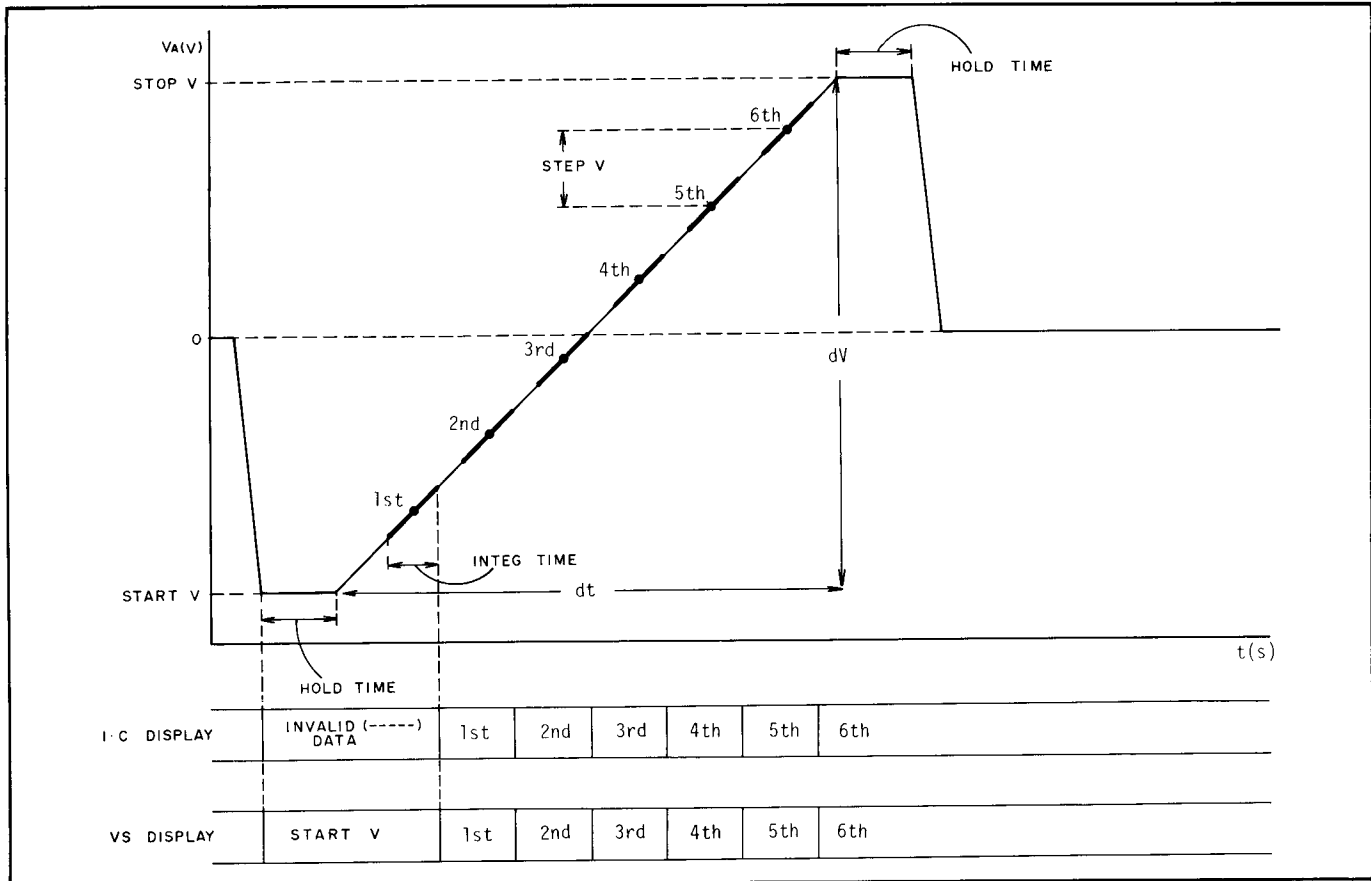 VA(V)
HOLD TIME
STOP V
6th
STEP V
5th
4th
O
3rd
dV
2nd
1st
INTEG TIME
START V
dt
t(s)
HOLD TIME
I·C DISPLAY INVALID (-----) DATA 1st 2nd 3rd 4th 5th 6th
VS DISPLAY START V 1st 2nd 3rd 4th 5th 6th